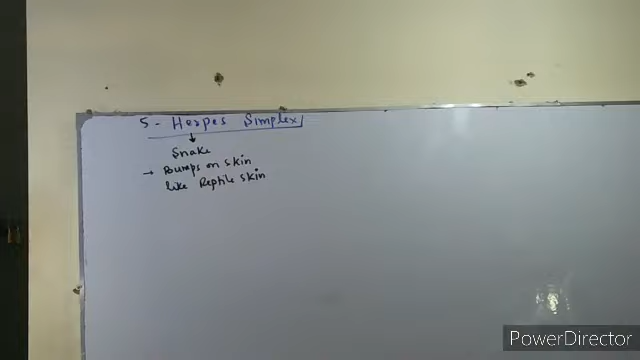 5 - Herpes Simplex
↓
Snake
→ Bumps on skin
like Reptile skin
PowerDirector